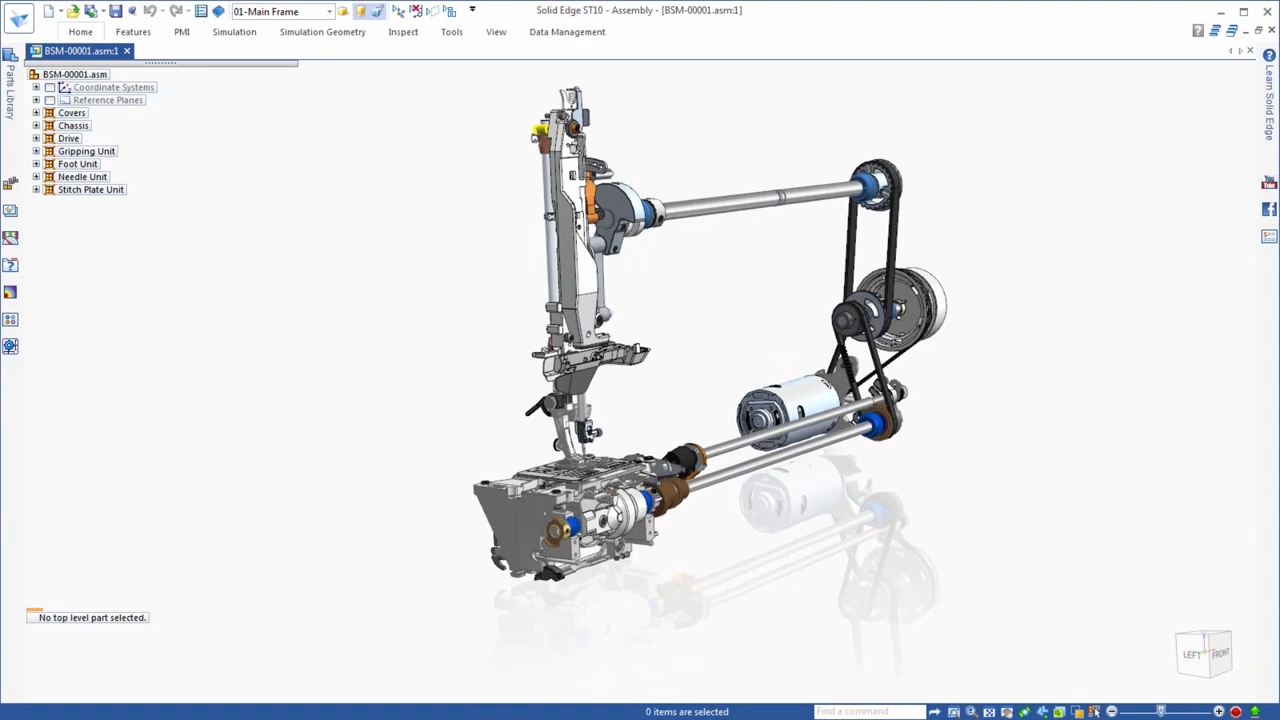 01-Main Frame
Solid Edge ST10 - Assembly - [BSM-00001.asm:1]
Home Features PMI Simulation Simulation Geometry Inspect Tools View Data Management
BSM-00001.asm:1
BSM-00001.asm
Coordinate Systems
Reference Planes
Covers
Chassis
Drive
Gripping Unit
Foot Unit
Needle Unit
Stitch Plate Unit
Parts Library
Learn Solid Edge
You Tube
No top level part selected.
LEFT FRONT
0 items are selected
Find a command